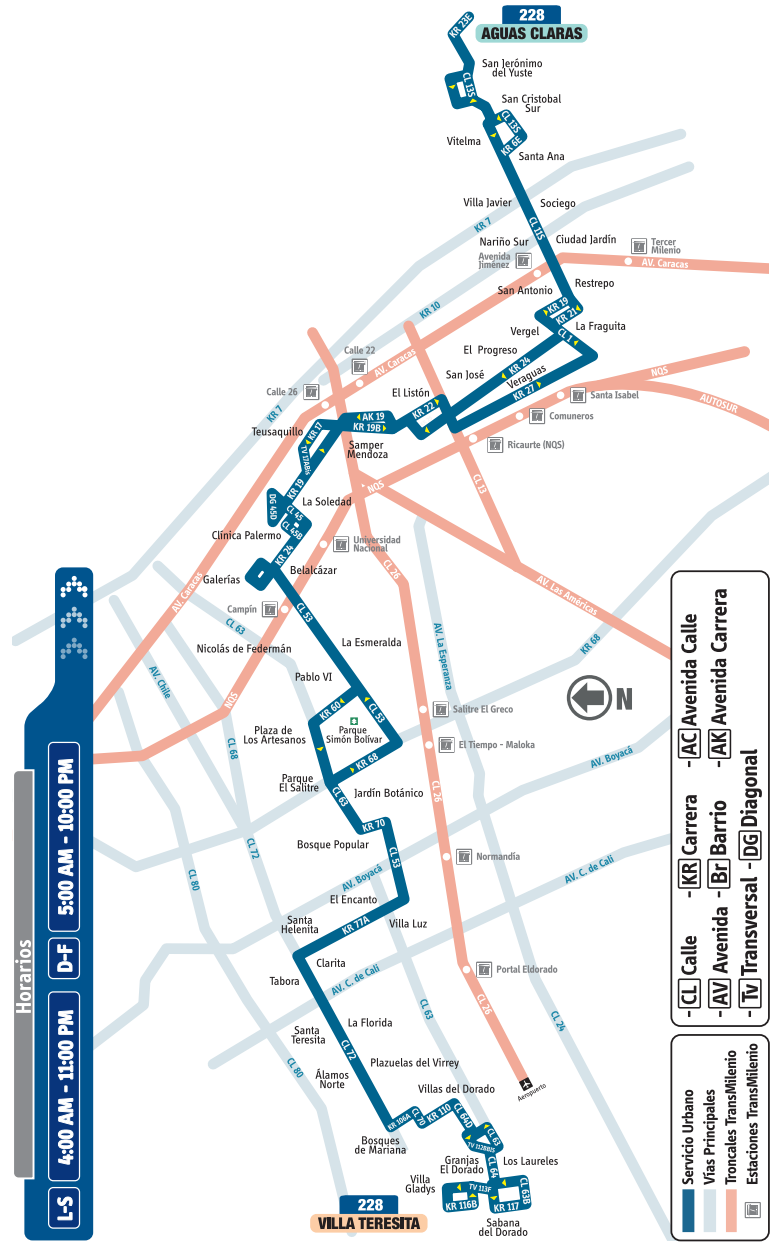 228
AGUAS CLARAS
KR 23E
San Jerónimo
del Yuste
CL 13S
San Cristobal
Sur
CL 13S
KR 6E
Vitelma
Santa Ana
Villa Javier
Sociego
KR 7
CL 11S
Nariño Sur
Ciudad Jardín
Tercer
Milenio
Avenida
Jiménez
AV. Caracas
San Antonio
Restrepo
KR 10
KR 19
KR 21
La Fraguita
Vergel
CL 1
El Progreso
Calle 22
AV. Caracas
San José
KR 24
Veraguas
NQS
Calle 26
El Listón
KR 27
Santa Isabel
AUTOSUR
KR 7
KR 22
Comuneros
AK 19
KR 19B
Teusaquillo
KR 17
Samper
Mendoza
Ricaurte (NQS)
TV 17ABis
KR 19
NQS
CL 13
DG 45D
La Soledad
CL 45
CL 45B
Clínica Palermo
Universidad
Nacional
KR 24
Galerías
Belalcázar
CL 26
AV. Las Américas
AV. Caracas
Campín
CL 53
CL 63
La Esmeralda
AV. La Esperanza
KR 68
Nicolás de Federmán
Pablo VI
AV. Chile
NQS
KR 60
CL 53
Salitre El Greco
N
Plaza de
Los Artesanos
Parque
Simón Bolívar
CL 68
El Tiempo - Maloka
KR 68
AV. Boyacá
Parque
El Salitre
CL 63
Jardín Botánico
CL 26
KR 70
Bosque Popular
CL 72
CL 53
Normandía
CL 80
AV. Boyacá
AV. C. de Cali
El Encanto
Santa
Helenita
KR 77A
Villa Luz
Clarita
Tabora
AV. C. de Cali
Portal Eldorado
CL 63
CL 26
CL 24
La Florida
Santa
Teresita
CL 72
CL 80
Plazuelas del Virrey
Álamos
Norte
Villas del Dorado
Aeropuerto
KR 106A
CL 70
KR 110
CL 64D
Bosques
de Mariana
CL 63
TV 112BBIS
Granjas
El Dorado
CL 64
Los Laureles
Villa
Gladys
TV 113F
KR 116B
KR 117
CL 63B
228
VILLA TERESITA
Sabana
del Dorado
Horarios
L-S
4:00 AM - 11:00 PM
D-F
5:00 AM - 10:00 PM
- CL Calle
- KR Carrera
- AC Avenida Calle
- AV Avenida
- Br Barrio
- AK Avenida Carrera
- Tv Transversal
- DG Diagonal
Servicio Urbano
Vías Principales
Troncales TransMilenio
Estaciones TransMilenio